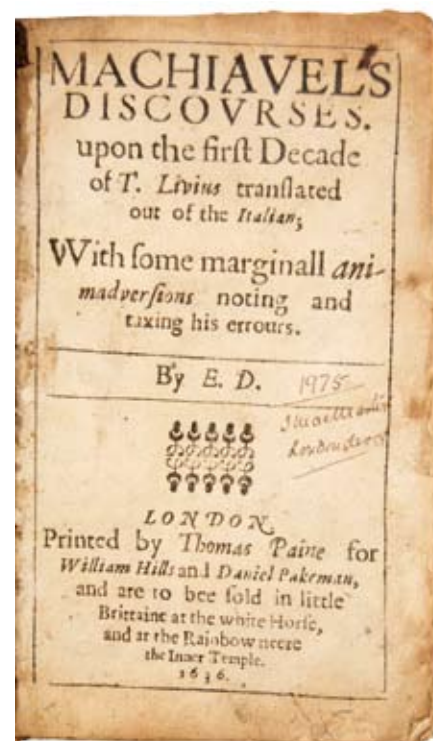 MACHIAVEL'S
DISCOVRSES.
upon the firſt Decade
of T. Livius tranſlated
out of the Italian;
With ſome marginall ani-
madverſions noting and
taxing his errours.
By E. D.
1975
LONDON,
Printed by Thomas Paine for
William Hills and Daniel Pakeman,
and are to bee ſold in little
Brittaine at the white Horſe,
and at the Rainbow neere
the Inner Temple.
1636.